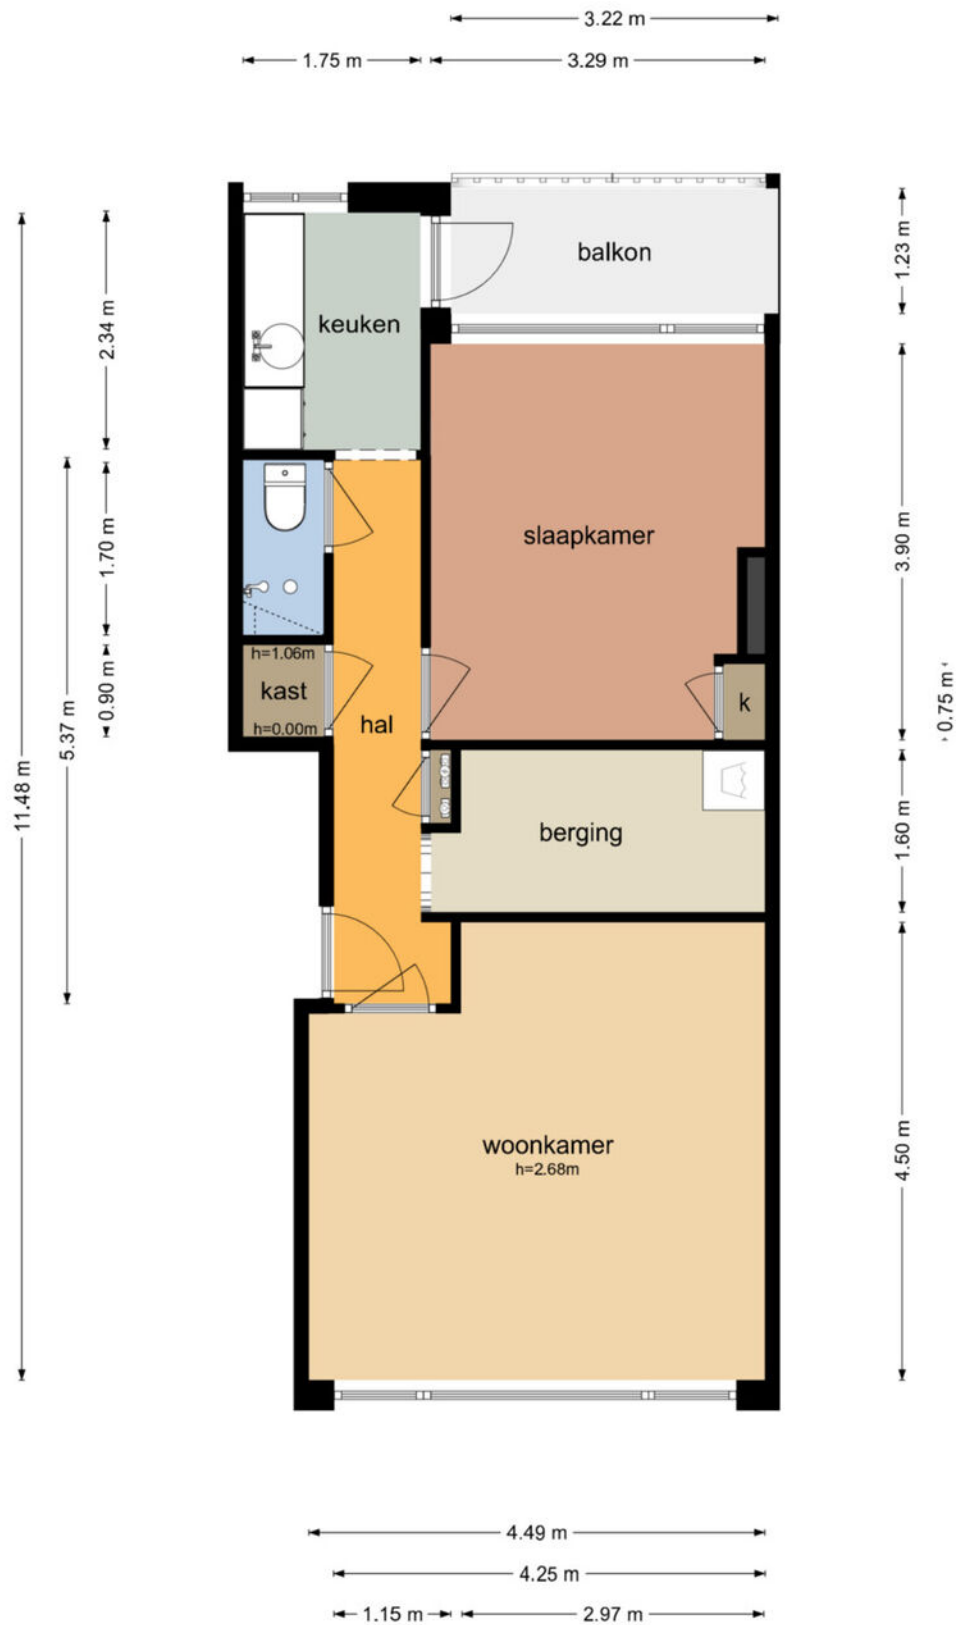 3.22 m
1.75 m
3.29 m
balkon
1.23 m
keuken
2.34 m
slaapkamer
3.90 m
1.70 m
h=1.06m
kast
h=0.00m
0.90 m
k
0.75 m
hal
5.37 m
11.48 m
berging
1.60 m
woonkamer
h=2.68m
4.50 m
4.49 m
4.25 m
1.15 m
2.97 m